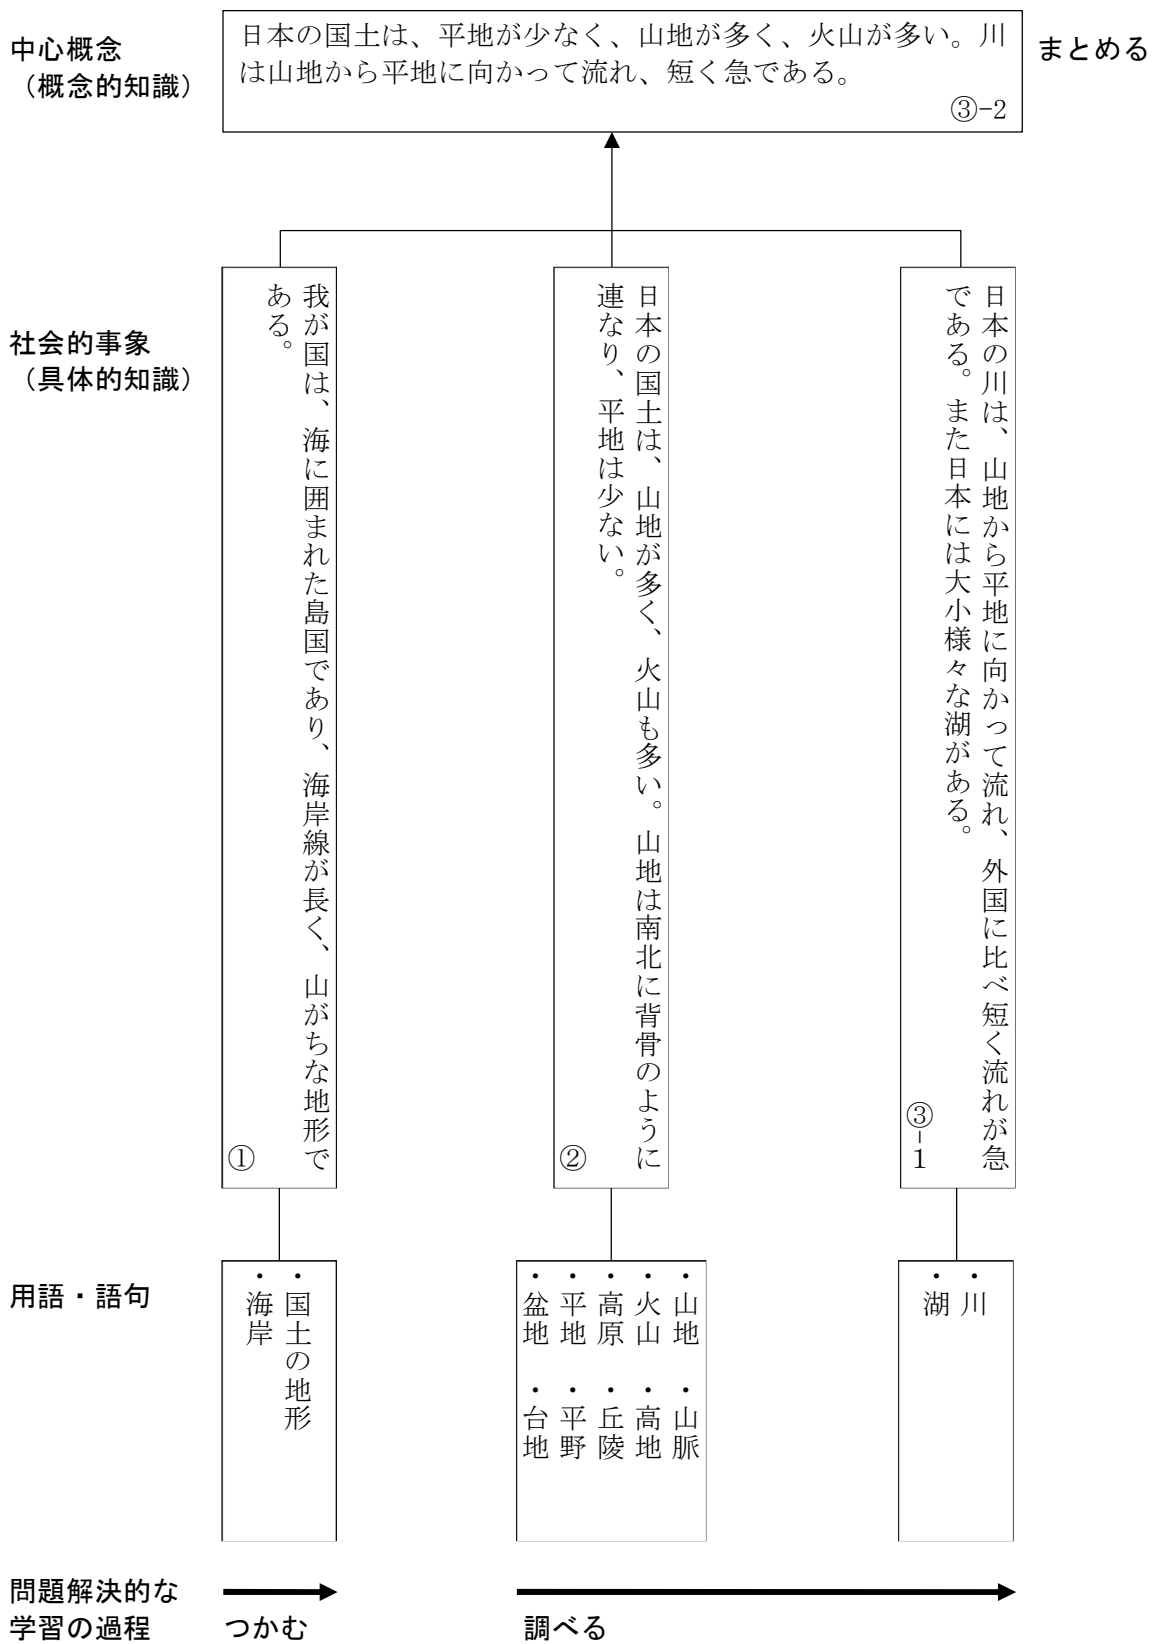 中心概念
（概念的知識）
日本の国土は、平地が少なく、山地が多く、火山が多い。川
は山地から平地に向かって流れ、短く急である。
③-2
まとめる
社会的事象
（具体的知識）
我が国は、海に囲まれた島国であり、海岸線が長く、山がちな地形で
ある。
①
日本の国土は、山地が多く、火山も多い。山地は南北に背骨のように
連なり、平地は少ない。
②
日本の川は、山地から平地に向かって流れ、外国に比べ短く流れが急
である。また日本には大小様々な湖がある。
③-1
用語・語句
・国土の地形
・海岸
・山地　・山脈
・火山　・高地
・高原　・丘陵
・平地　・平野
・盆地　・台地
・川
・湖
問題解決的な
学習の過程
つかむ
調べる